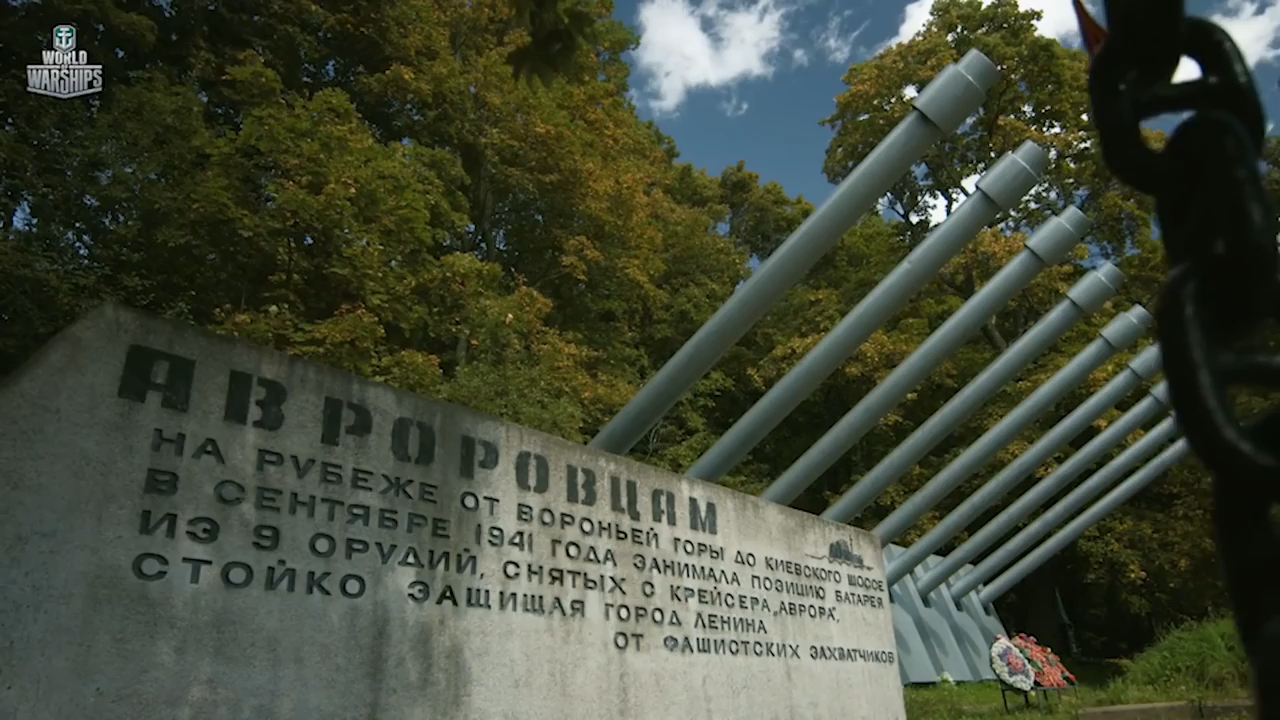 WORLD OF WARSHIPS
АВРОРОВЦАМ
НА РУБЕЖЕ ОТ ВОРОНЬЕЙ ГОРЫ ДО КИЕВСКОГО ШОССЕ
В СЕНТЯБРЕ 1941 ГОДА ЗАНИМАЛА ПОЗИЦИЮ БАТАРЕЯ
ИЗ 9 ОРУДИЙ, СНЯТЫХ С КРЕЙСЕРА „АВРОРА",
СТОЙКО ЗАЩИЩАЯ ГОРОД ЛЕНИНА
ОТ ФАШИСТСКИХ ЗАХВАТЧИКОВ